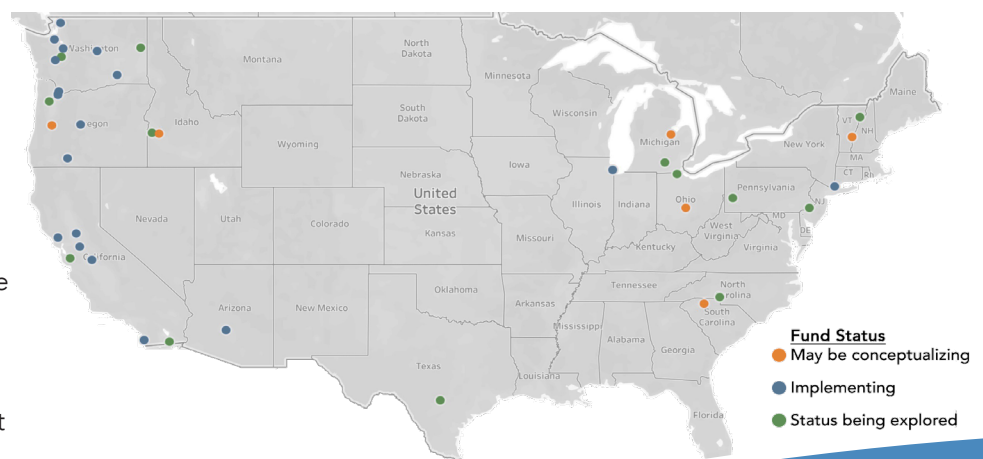 Washington
Montana
North
Dakota
Minnesota
Maine
Wisconsin
Michigan
VT
NH
egon
Idaho
South
Dakota
New York
MA
CT
RI
Wyoming
Iowa
Nebraska
United
States
Illinois
Indiana
Ohio
Pennsylvania
NJ
MD
DE
Nevada
Utah
Colorado
Kansas
Missouri
West
Virginia
Virginia
Kentucky
C lifornia
e
Arizona
New Mexico
Oklahoma
Arkansas
Tennessee
North
rolina
South
Carolina
Mississippi
Alabama
Georgia
Texas
Louisiana
Florida
t
Fund Status
May be conceptualizing
Implementing
Status being explored